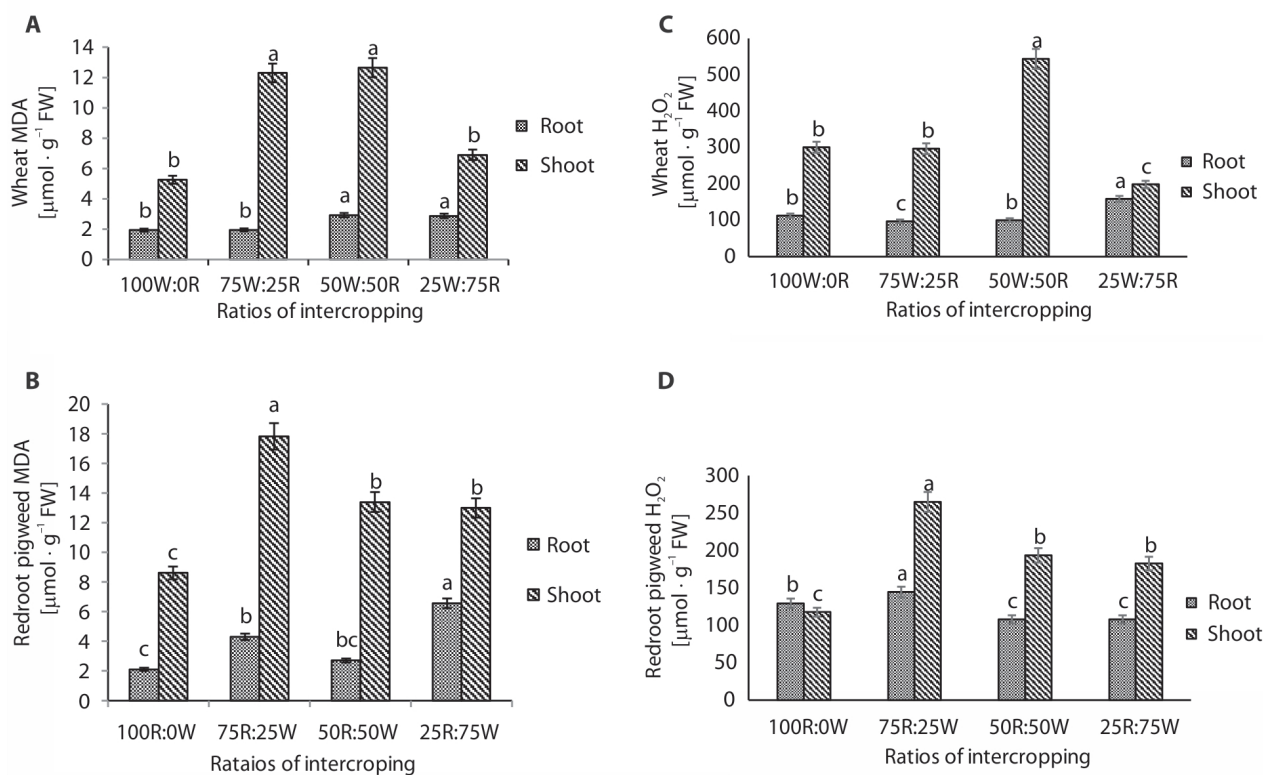 A
Wheat MDA
[μmol · g⁻¹ FW]
14
12
10
8
6
4
2
0
b
b
b
a
a
a
a
b
100W:0R
75W:25R
50W:50R
25W:75R
Ratios of intercropping
Root
Shoot
C
Wheat H₂O₂
[μmol · g⁻¹ FW]
600
500
400
300
200
100
0
b
b
c
b
b
a
a
c
100W:0R
75W:25R
50W:50R
25W:75R
Ratios of intercropping
Root
Shoot
B
Redroot pigweed MDA
[μmol · g⁻¹ FW]
20
18
16
14
12
10
8
6
4
2
0
c
c
b
a
bc
b
a
b
100R:0W
75R:25W
50R:50W
25R:75W
Rataios of intercroping
Root
Shoot
D
Redroot pigweed H₂O₂
[μmol · g⁻¹ FW]
300
250
200
150
100
50
0
b
c
a
a
c
b
c
b
100R:0W
75R:25W
50R:50W
25R:75W
Ratios of intercropping
Root
Shoot